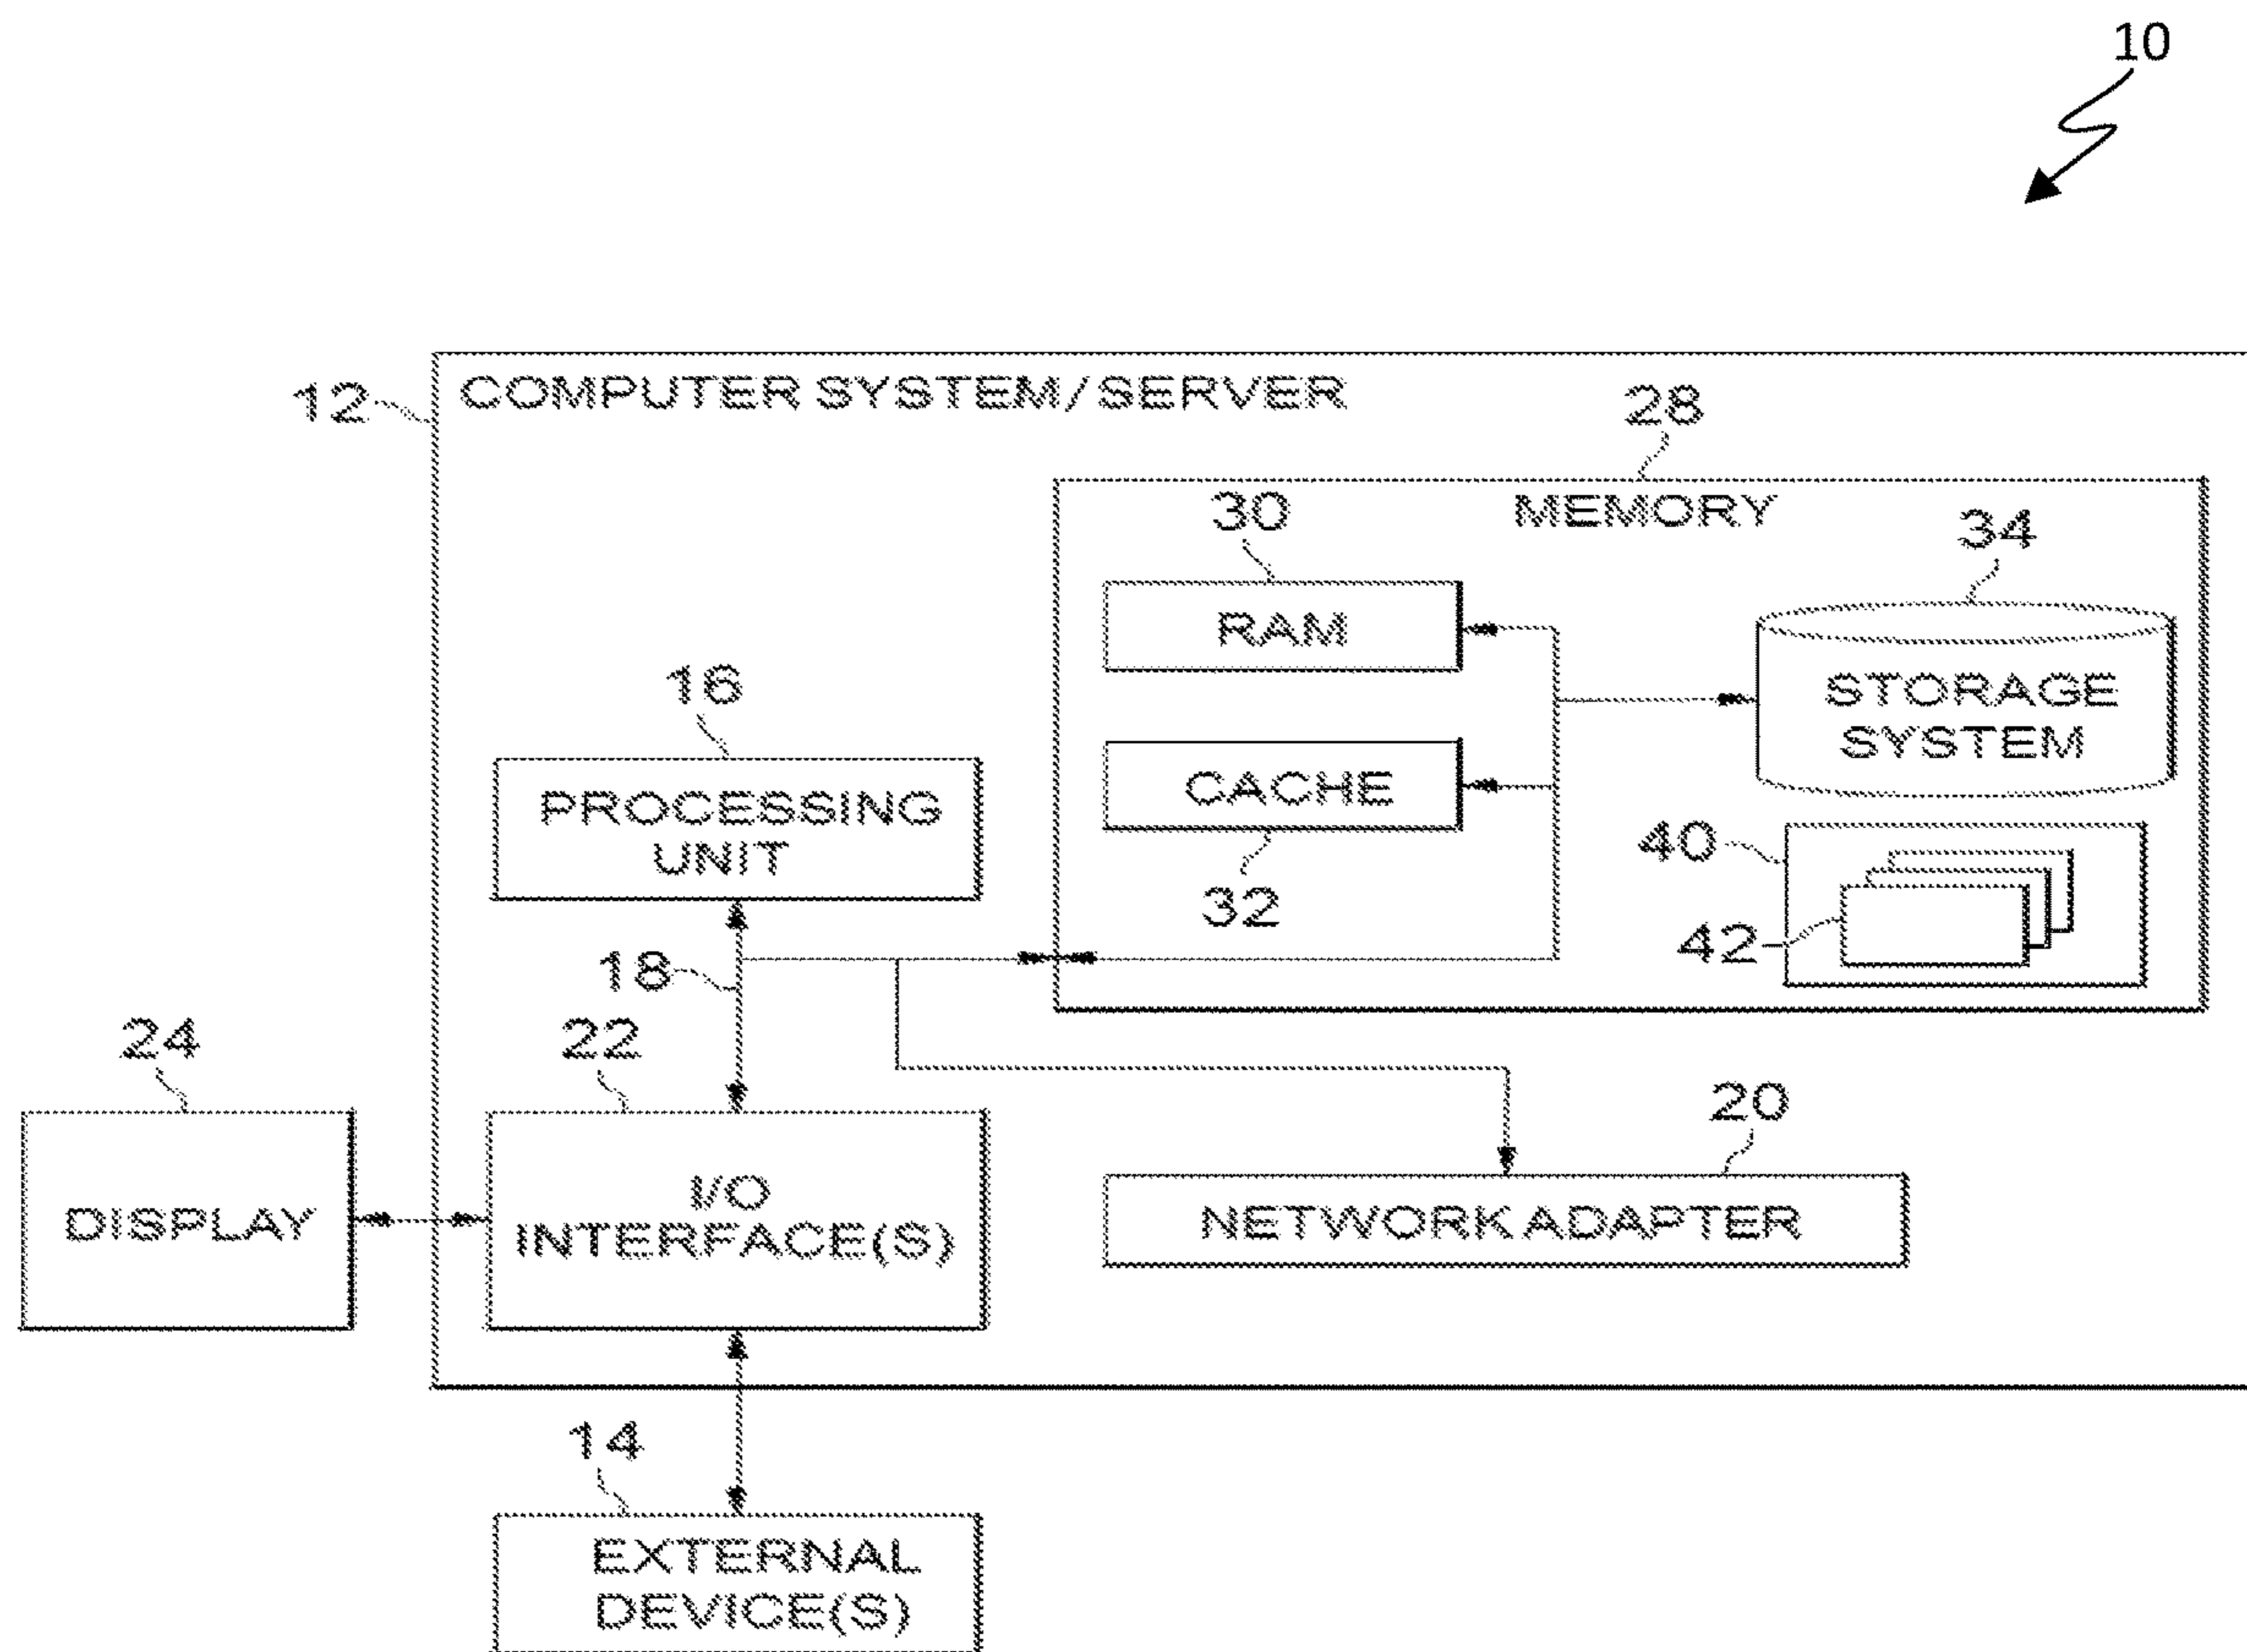 10
12
COMPUTER SYSTEM/SERVER
28
MEMORY
30
RAM
34
STORAGE
SYSTEM
16
PROCESSING
UNIT
CACHE
32
40
42
18
24
DISPLAY
22
I/O
INTERFACE(S)
20
NETWORK ADAPTER
14
EXTERNAL
DEVICE(S)